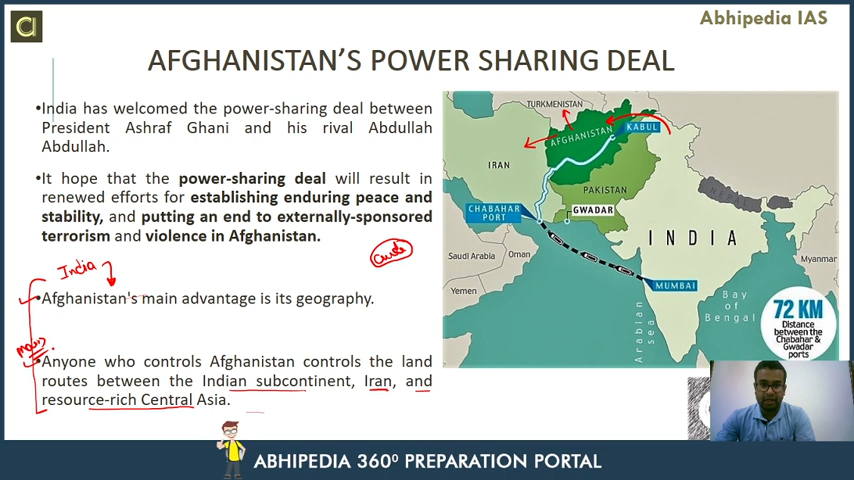 Abhipedia IAS
AFGHANISTAN'S POWER SHARING DEAL
•India has welcomed the power-sharing deal between
President Ashraf Ghani and his rival Abdullah
Abdullah.
•It hope that the power-sharing deal will result in
renewed efforts for establishing enduring peace and
stability, and putting an end to externally-sponsored
terrorism and violence in Afghanistan.
India
•Afghanistan's main advantage is its geography.
•Anyone who controls Afghanistan controls the land
routes between the Indian subcontinent, Iran, and
resource-rich Central Asia.
TURKMENISTAN
AFGHANISTAN
KABUL
IRAN
PAKISTAN
NEPAL
CHABAHAR
PORT
GWADAR
INDIA
Saudi Arabia
Oman
Myanmar
Yemen
MUMBAI
Arabian
sea
Bay
of
Bengal
72 KM
Distance
between the
Chabahar &
Gwadar
ports
ABHIPEDIA 360⁰ PREPARATION PORTAL